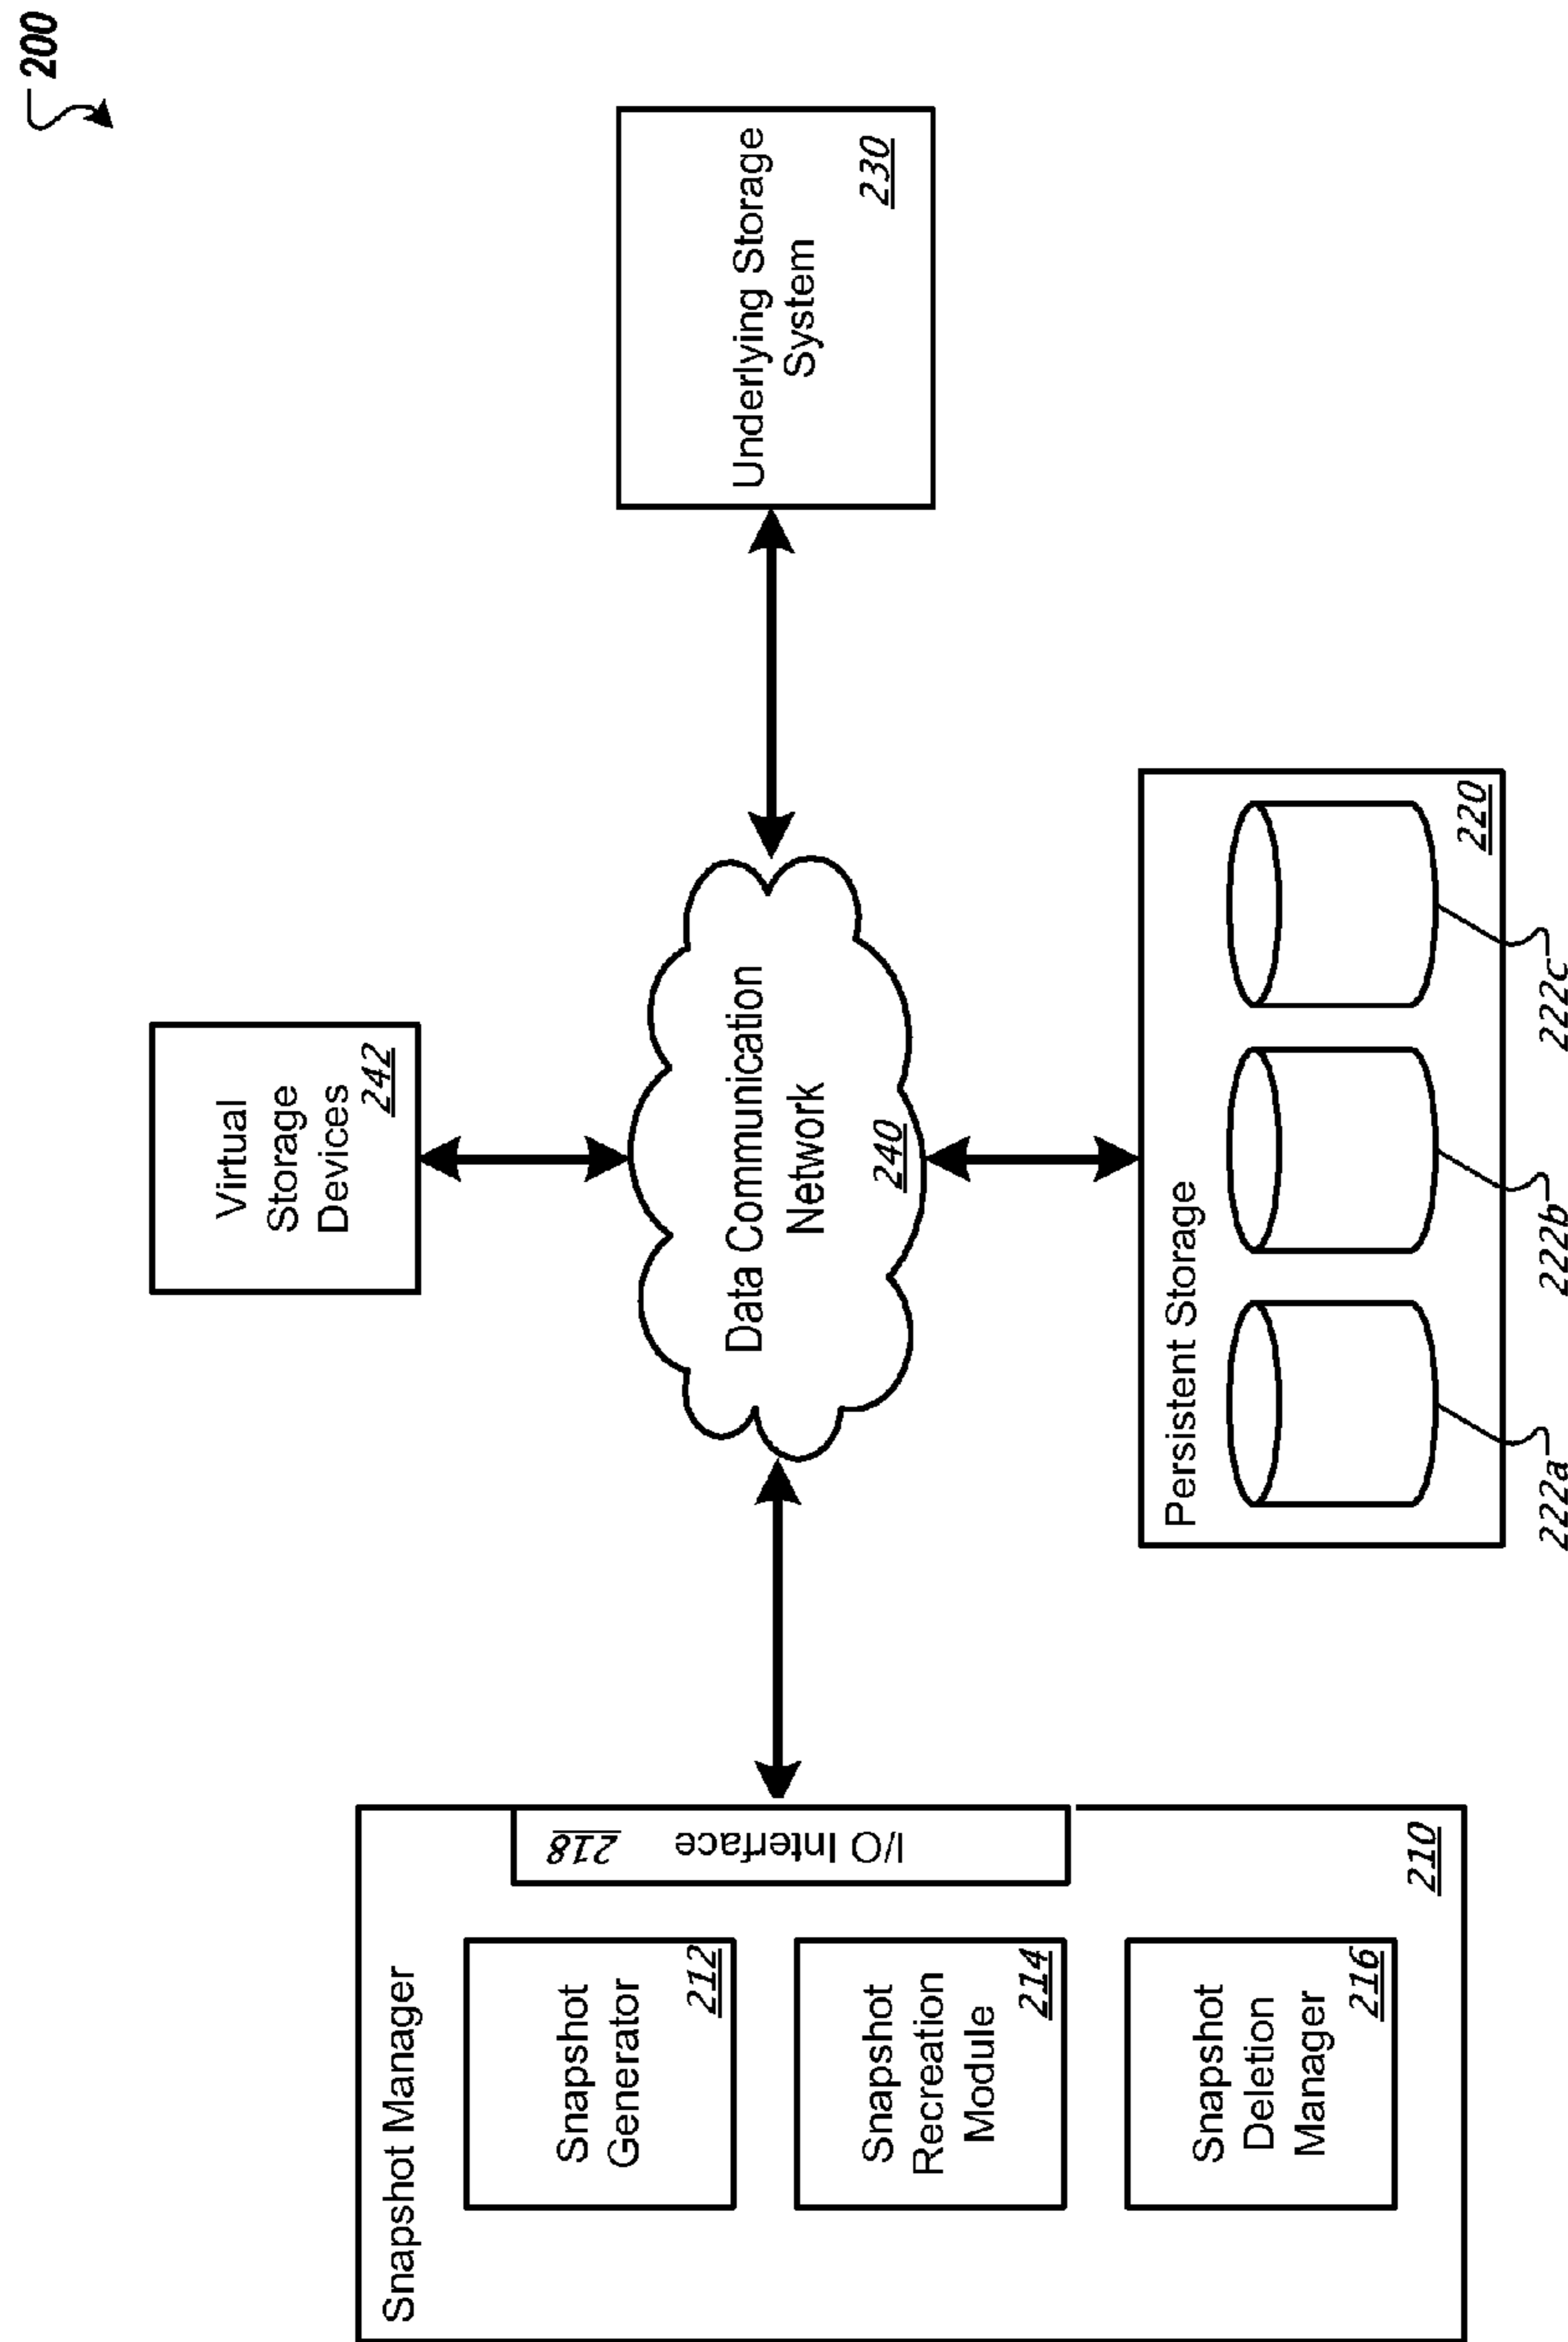 200
Snapshot Manager
Snapshot
Generator
212
Snapshot
Recreation
Module
214
Snapshot
Deletion
Manager
216
I/O Interface
218
210
Virtual
Storage
Devices
242
Data Communication
Network
240
Underlying Storage
System
230
Persistent Storage
220
222a
222b
222c